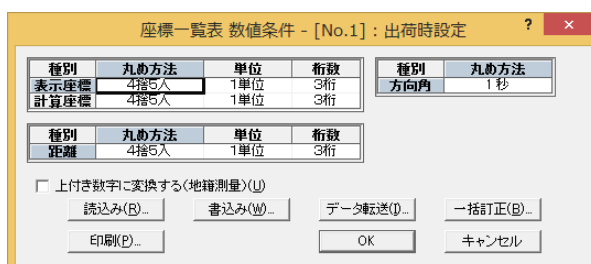 座標一覧表 数値条件 - [No.1] : 出荷時設定 ? ×
種別 丸め方法 単位 桁数 種別 丸め方法
表示座標 4捨5入 1単位 3桁 方向角 1秒
計算座標 4捨5入 1単位 3桁
種別 丸め方法 単位 桁数
距離 4捨5入 1単位 3桁
上付き数字に変換する(地籍測量)(U)
読込み(R)... 書込み(W)... データ転送(I)... 一括訂正(B)...
印刷(P)... OK キャンセル